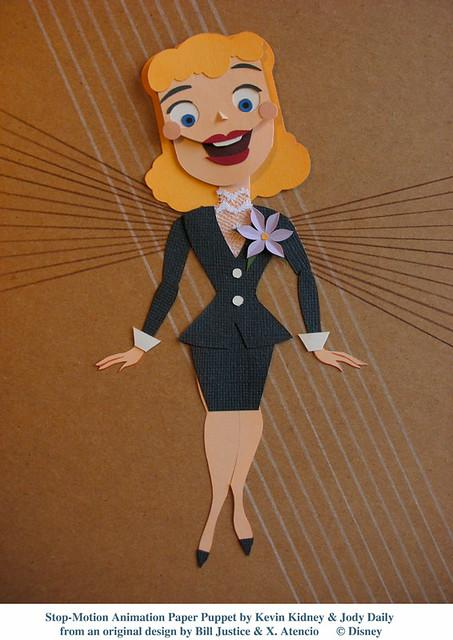 Stop-Motion Animation Paper Puppet by Kevin Kidney & Jody Daily
from an original design by Bill Justice & X. Atencio © Disney